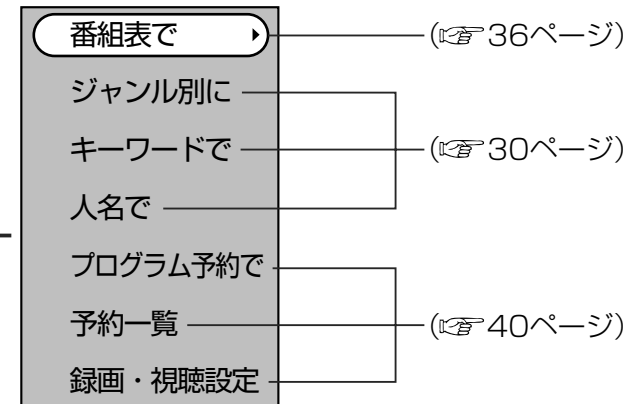 番組表で (☞36ページ)
ジャンル別に
キーワードで (☞30ページ)
人名で
プログラム予約で
予約一覧 (☞40ページ)
録画・視聴設定